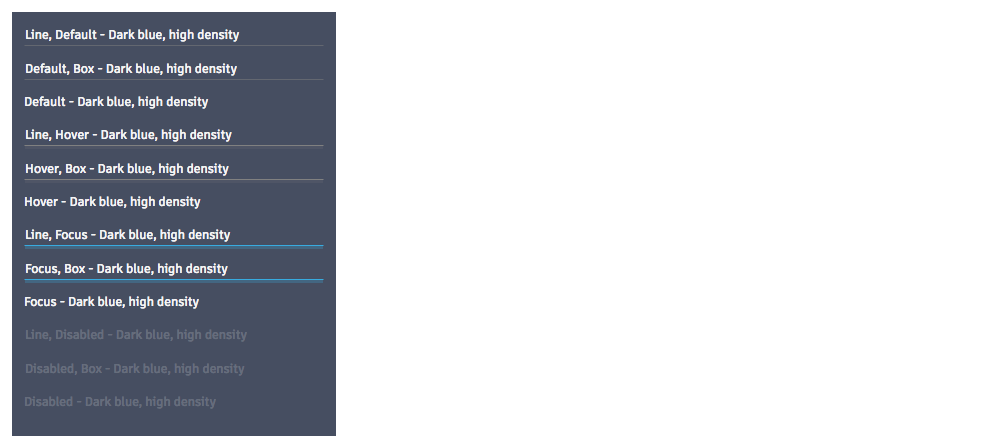 Line, Default - Dark blue, high density
Default, Box - Dark blue, high density
Default - Dark blue, high density
Line, Hover - Dark blue, high density
Hover, Box - Dark blue, high density
Hover - Dark blue, high density
Line, Focus - Dark blue, high density
Focus, Box - Dark blue, high density
Focus - Dark blue, high density
Line, Disabled - Dark blue, high density
Disabled, Box - Dark blue, high density
Disabled - Dark blue, high density